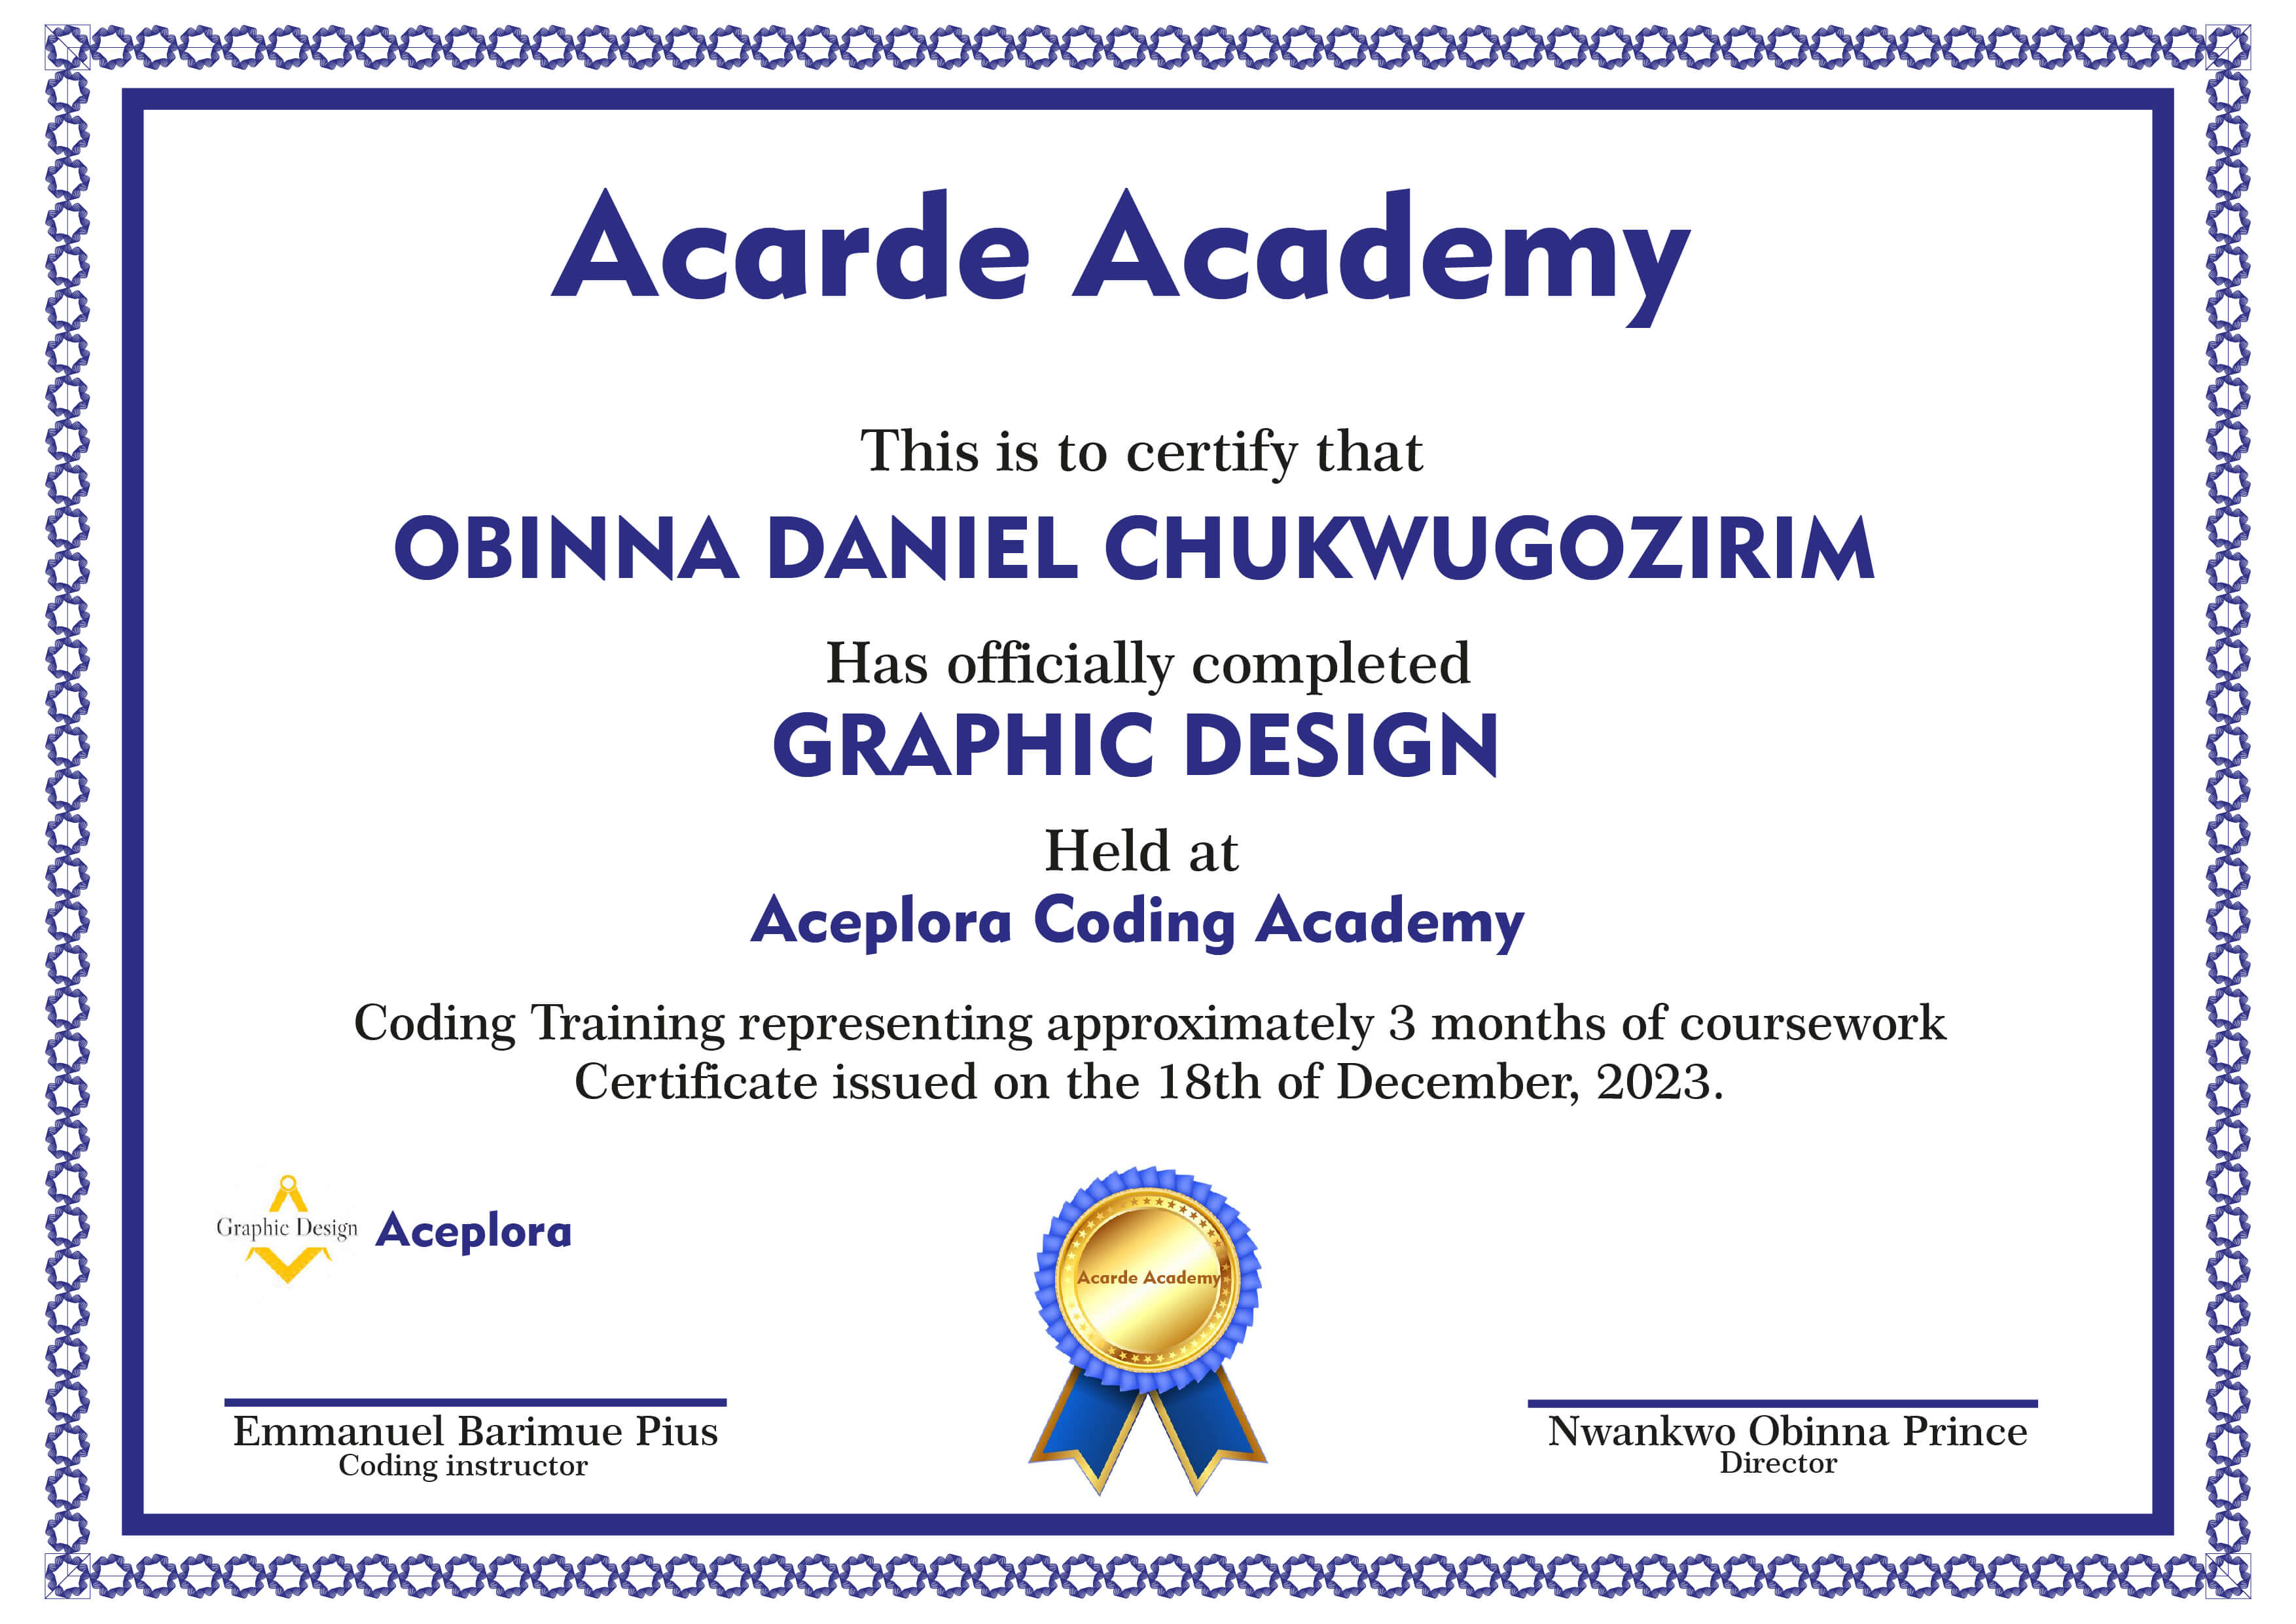 Acarde Academy
This is to certify that
OBINNA DANIEL CHUKWUGOZIRIM
Has officially completed
GRAPHIC DESIGN
Held at
Aceplora Coding Academy
Coding Training representing approximately 3 months of coursework
Certificate issued on the 18th of December, 2023.
Graphic Design
Aceplora
Acarde Academy
Emmanuel Barimue Pius
Coding instructor
Nwankwo Obinna Prince
Director